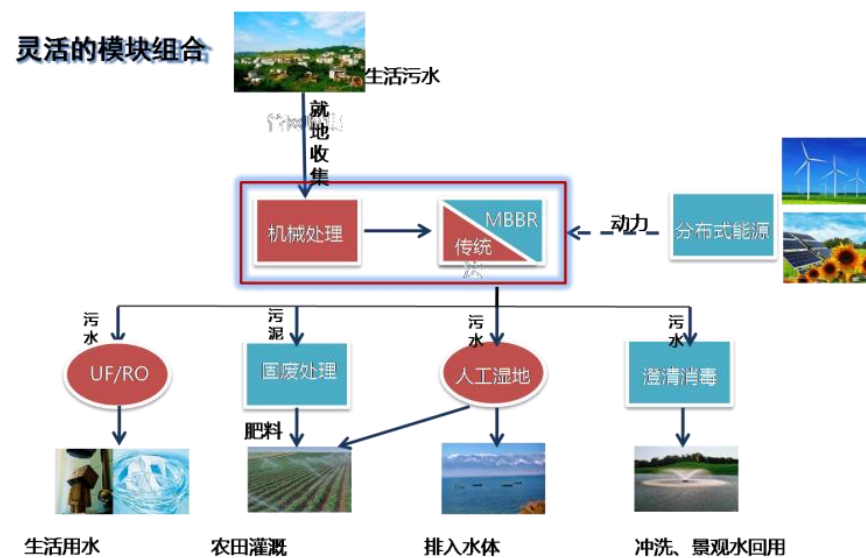 灵活的模块组合
生活污水
就地收集
机械处理
MBBR
传统
动力
分布式能源
污水
污泥
污水
污水
UF/RO
固废处理
人工湿地
澄清消毒
肥料
生活用水
农田灌溉
排入水体
冲洗、景观水回用